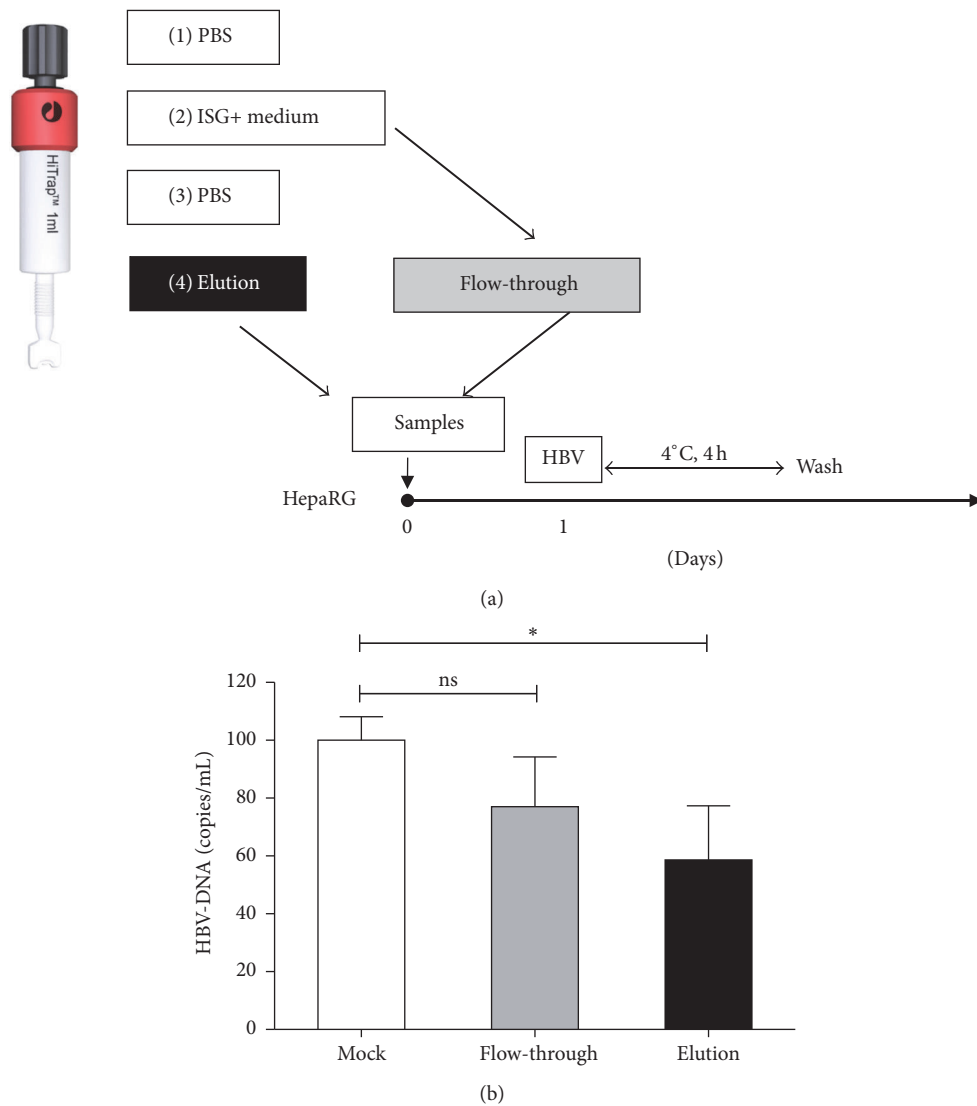 (1) PBS
(2) ISG+ medium
HiTrap™ 1ml
(3) PBS
(4) Elution
Flow-through
Samples
HBV
4°C, 4 h
Wash
HepaRG
0
1
(Days)
(a)
*
ns
120
100
80
60
40
20
0
HBV-DNA (copies/mL)
Mock
Flow-through
Elution
(b)